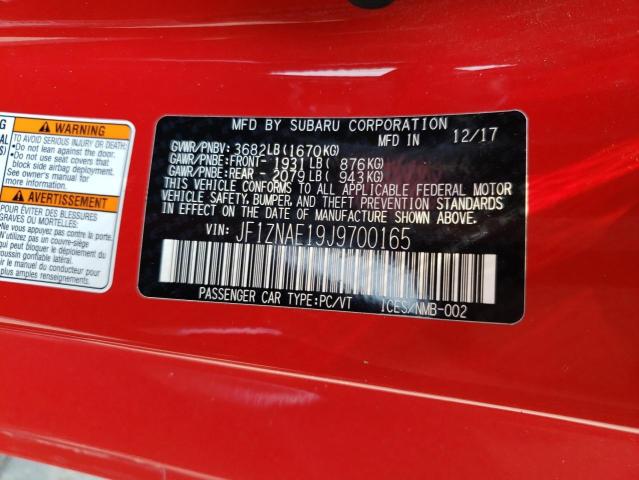 G
AL
S)
WARNING
TO AVOID SERIOUS INJURY OR DEATH:
•Do not lean against the door.
•Do not use seat covers that
block side airbag deployment.
See owner's manual for
more information.
AVERTISSEMENT
POUR ÉVITER DES BLESSURES
GRAVES OU MORTELLES:
MFD BY SUBARU CORPORATION
MFD IN 12/17
GVWR/PNBV: 3682LB(1670KG)
GAWR/PNBE:FRONT- 1931LB( 876KG)
GAWR/PNBE:REAR - 2079LB( 943KG)
THIS VEHICLE CONFORMS TO ALL APPLICABLE FEDERAL MOTOR
VEHICLE SAFETY, BUMPER, AND THEFT PREVENTION STANDARDS
IN EFFECT ON THE DATE OF MANUFACTURE SHOWN ABOVE.
VIN: JF1ZNAE19J9700165
PASSENGER CAR TYPE:PC/VT ICES/NMB-002